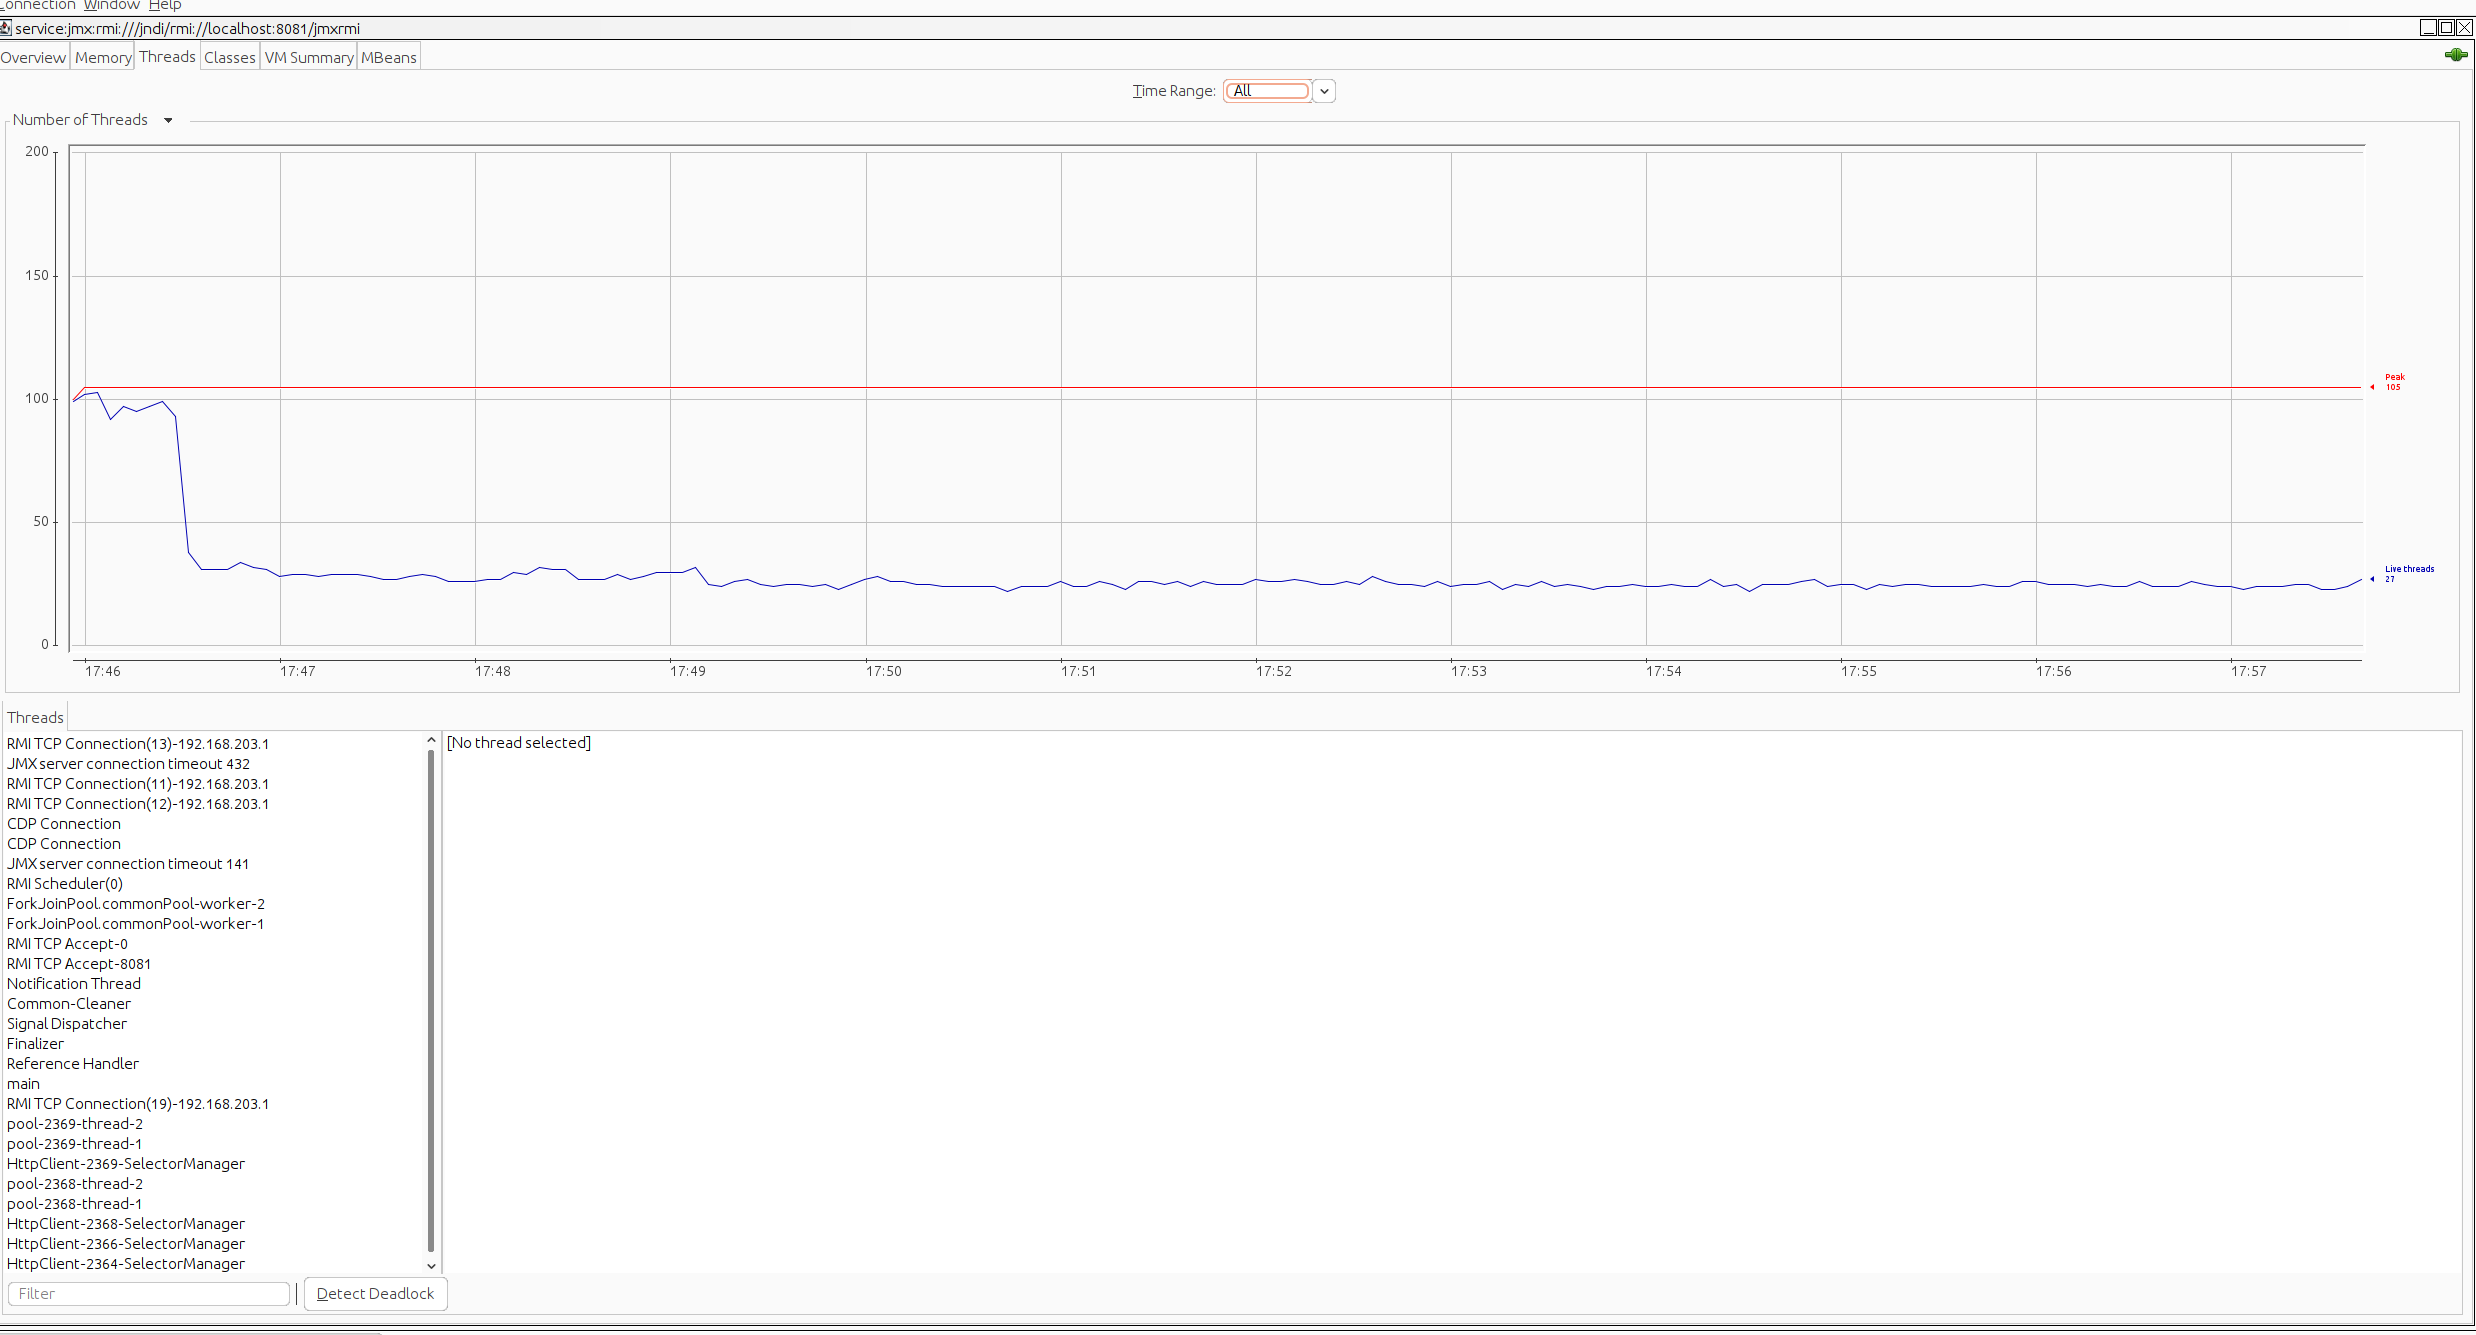 Connection Window Help
service:jmx:rmi:///jndi/rmi://localhost:8081/jmxrmi
Overview Memory Threads Classes VM Summary MBeans
Time Range: All
Number of Threads
200
150
100
50
0
Peak
105
Live threads
27
17:46 17:47 17:48 17:49 17:50 17:51 17:52 17:53 17:54 17:55 17:56 17:57
Threads
RMI TCP Connection(13)-192.168.203.1
JMX server connection timeout 432
RMI TCP Connection(11)-192.168.203.1
RMI TCP Connection(12)-192.168.203.1
CDP Connection
CDP Connection
JMX server connection timeout 141
RMI Scheduler(0)
ForkJoinPool.commonPool-worker-2
ForkJoinPool.commonPool-worker-1
RMI TCP Accept-0
RMI TCP Accept-8081
Notification Thread
Common-Cleaner
Signal Dispatcher
Finalizer
Reference Handler
main
RMI TCP Connection(19)-192.168.203.1
pool-2369-thread-2
pool-2369-thread-1
HttpClient-2369-SelectorManager
pool-2368-thread-2
pool-2368-thread-1
HttpClient-2368-SelectorManager
HttpClient-2366-SelectorManager
HttpClient-2364-SelectorManager
[No thread selected]
Filter
Detect Deadlock